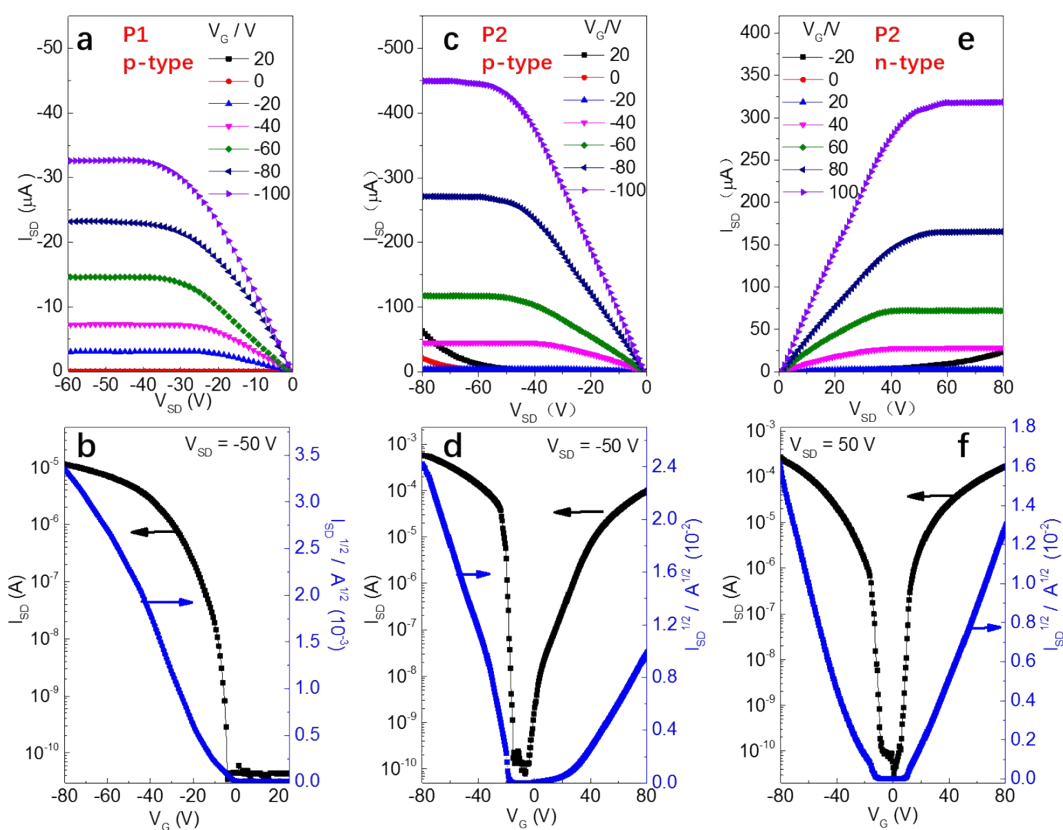 a
P1
p-type
V_G / V
20
0
-20
-40
-60
-80
-100
-50
-40
-30
-20
-10
0
I_SD (μA)
-60 -50 -40 -30 -20 -10 0
V_SD (V)
c
P2
p-type
V_G/V
20
0
-20
-40
-60
-80
-100
-500
-400
-300
-200
-100
0
I_SD (μA)
-80 -60 -40 -20 0
V_SD (V)
e
P2
n-type
V_G/V
-20
0
20
40
60
80
100
400
350
300
250
200
150
100
50
0
I_SD (μA)
0 20 40 60 80
V_SD (V)
b
V_SD = -50 V
10^-5
10^-6
10^-7
10^-8
10^-9
10^-10
I_SD (A)
3.5
3.0
2.5
2.0
1.5
1.0
0.5
0.0
I_SD^1/2 / A^1/2 (10^-3)
-80 -60 -40 -20 0 20
V_G (V)
d
V_SD = -50 V
10^-3
10^-4
10^-5
10^-6
10^-7
10^-8
10^-9
10^-10
I_SD (A)
2.4
2.0
1.6
1.2
0.8
0.4
0.0
I_SD^1/2 / A^1/2 (10^-2)
-80 -40 0 40 80
V_G (V)
V_SD = 50 V
f
10^-3
10^-4
10^-5
10^-6
10^-7
10^-8
10^-9
10^-10
I_SD (A)
1.8
1.6
1.4
1.2
1.0
0.8
0.6
0.4
0.2
0.0
I_SD^1/2 / A^1/2 (10^-2)
-80 -40 0 40 80
V_G (V)